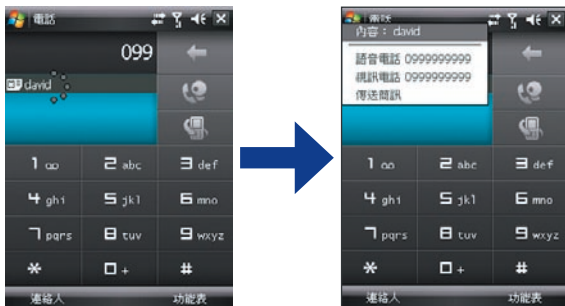 電話
099
david
1
2 abc
3 def
4 ghi
5 jkl
6 mno
7 pqrs
8 tuv
9 wxyz
*
0 +
#
連絡人
功能表
電話
內容：david
語音電話 0999999999
視訊電話 0999999999
傳送簡訊
1
2 abc
3 def
4 ghi
5 jkl
6 mno
7 pqrs
8 tuv
9 wxyz
*
0 +
#
連絡人
功能表